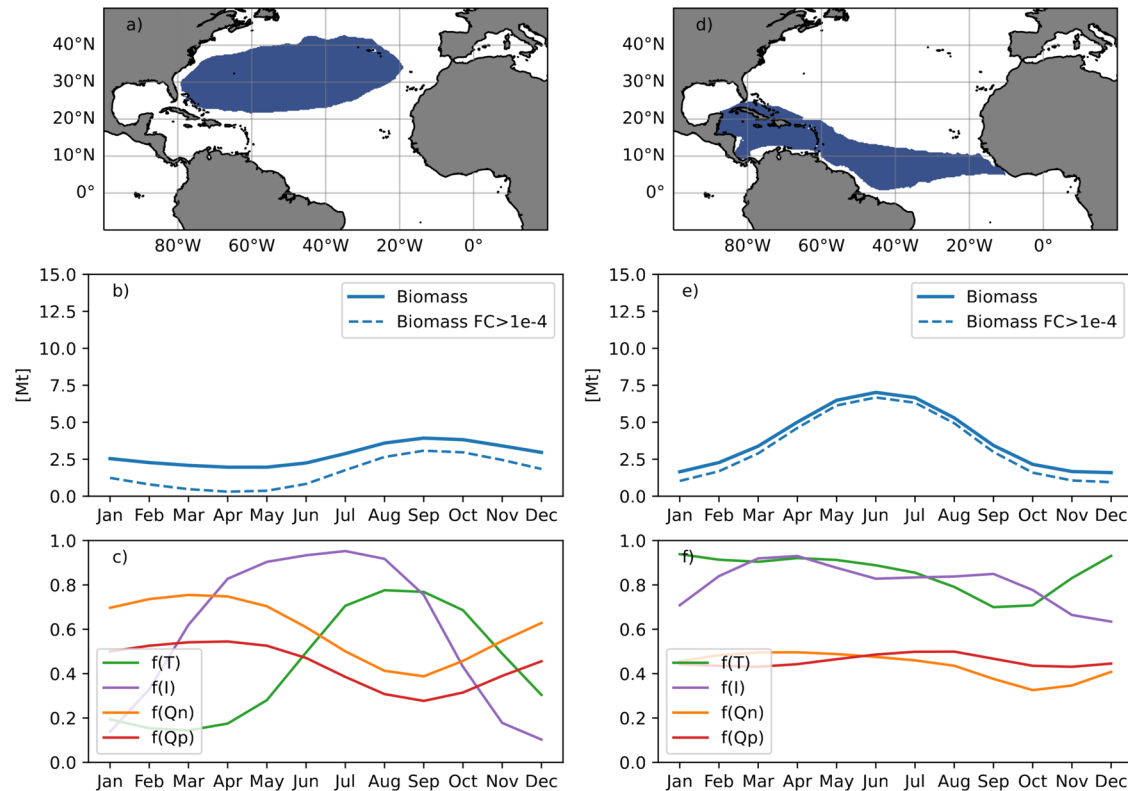 a)
40°N
30°N
20°N
10°N
0°
80°W 60°W 40°W 20°W 0°
d)
40°N
30°N
20°N
10°N
0°
80°W 60°W 40°W 20°W 0°
b)
15.0
12.5
10.0
7.5
5.0
2.5
0.0
[Mt]
Biomass
Biomass FC>1e-4
Jan Feb Mar Apr May Jun Jul Aug Sep Oct Nov Dec
e)
15.0
12.5
10.0
7.5
5.0
2.5
0.0
[Mt]
Biomass
Biomass FC>1e-4
Jan Feb Mar Apr May Jun Jul Aug Sep Oct Nov Dec
c)
1.0
0.8
0.6
0.4
0.2
0.0
f(T)
f(I)
f(Qn)
f(Qp)
Jan Feb Mar Apr May Jun Jul Aug Sep Oct Nov Dec
f)
1.0
0.8
0.6
0.4
0.2
0.0
f(T)
f(I)
f(Qn)
f(Qp)
Jan Feb Mar Apr May Jun Jul Aug Sep Oct Nov Dec